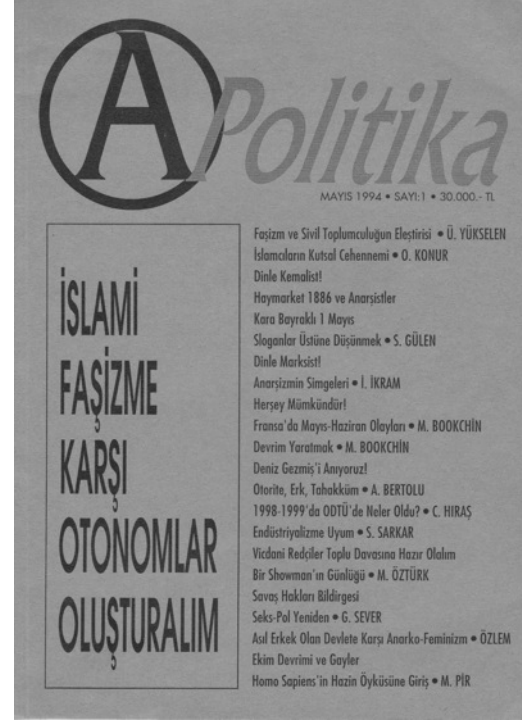 A Politika
MAYIS 1994 • SAYI:1 • 30.000.- TL
İSLAMİ
FAŞİZME
KARŞI
OTONOMLAR
OLUŞTURALIM
Faşizm ve Sivil Toplumculuğun Eleştirisi • Ü. YÜKSELEN
İslamcıların Kutsal Cehennemi • O. KONUR
Dinle Kemalist!
Haymarket 1886 ve Anarşistler
Kara Bayraklı 1 Mayıs
Sloganlar Üstüne Düşünmek • S. GÜLEN
Dinle Marksist!
Anarşizmin Simgeleri • İ. İKRAM
Herşey Mümkündür!
Fransa'da Mayıs-Haziran Olayları • M. BOOKCHİN
Devrim Yaratmak • M. BOOKCHİN
Deniz Gezmiş'i Anıyoruz!
Otorite, Erk, Tahakküm • A. BERTOLU
1998-1999'da ODTÜ'de Neler Oldu? • C. HIRAŞ
Endüstriyalizme Uyum • S. SARKAR
Vicdani Redçiler Toplu Davasına Hazır Olalım
Bir Showman'ın Günlüğü • M. ÖZTÜRK
Savaş Hakları Bildirgesi
Seks-Pol Yeniden • G. SEVER
Asıl Erkek Olan Devlete Karşı Anarko-Feminizm • ÖZLEM
Ekim Devrimi ve Gayler
Homo Sapiens'in Hazin Öyküsüne Giriş • M. PİR